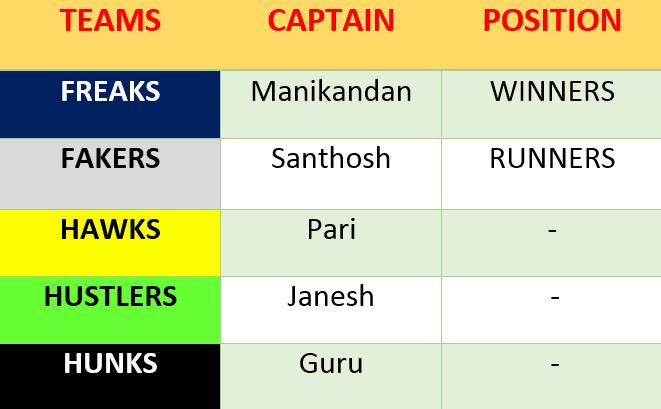 TEAMS CAPTAIN POSITION
FREAKS Manikandan WINNERS
FAKERS Santhosh RUNNERS
HAWKS Pari -
HUSTLERS Janesh -
HUNKS Guru -